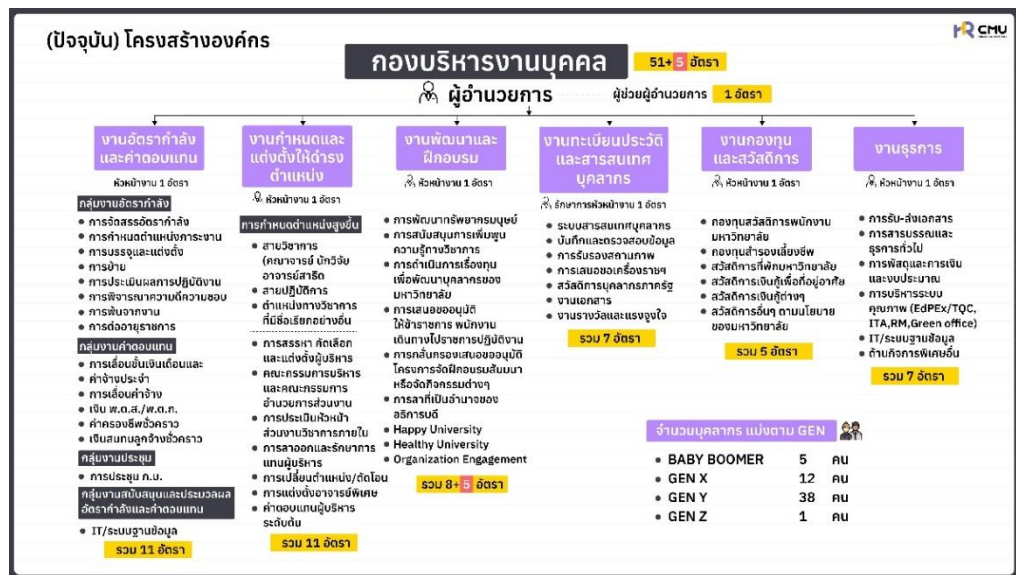 (ปัจจุบัน) โครงสร้างองค์กร
HR CMU
กองบริหารงานบุคคล
51+ 5 อัตรา
ผู้อำนวยการ
ผู้ช่วยผู้อำนวยการ 1 อัตรา
งานอัตรากำลัง
และค่าตอบแทน
หัวหน้างาน 1 อัตรา
กลุ่มงานอัตรากำลัง
• การจัดสรรอัตรากำลัง
• การกำหนดตำแหน่งภาระงาน
• การบรรจุและแต่งตั้ง
• การย้าย
• การประเมินผลการปฏิบัติงาน
• การพิจารณาความดีความชอบ
• การพ้นจากงาน
• การต่ออายุราชการ
กลุ่มงานค่าตอบแทน
• การเลื่อนขั้นเงินเดือนและ
• ค่าจ้างประจำ
• การเลื่อนค่าจ้าง
• เงิน พ.ต.ส./พ.ต.ก.
• ค่าครองชีพชั่วคราว
• เงินสมทบลูกจ้างชั่วคราว
กลุ่มงานประชุม
• การประชุม ก.บ.
กลุ่มงานสนับสนุนและประมวลผล
อัตรากำลังและค่าตอบแทน
• IT/ระบบฐานข้อมูล
รวม 11 อัตรา
งานกำหนดและ
แต่งตั้งให้ดำรง
ตำแหน่ง
หัวหน้างาน 1 อัตรา
การกำหนดตำแหน่งสูงขึ้น
• สายวิชาการ
(คณาจารย์ นักวิจัย
อาจารย์สาธิต
• สายปฏิบัติการ
• ตำแหน่งทางวิชาการ
ที่มีชื่อเรียกอย่างอื่น
• การสรรหา คัดเลือก
และแต่งตั้งผู้บริหาร
• คณะกรรมการบริหาร
และคณะกรรมการ
อำนวยการส่วนงาน
• การประเมินหัวหน้า
ส่วนงานวิชาการภายใน
• การลาออกและรักษาการ
แทนผู้บริหาร
• การเปลี่ยนตำแหน่ง/ตัดโอน
• การแต่งตั้งอาจารย์พิเศษ
• ค่าตอบแทนผู้บริหาร
ระดับต้น
รวม 11 อัตรา
งานพัฒนาและ
ฝึกอบรม
หัวหน้างาน 1 อัตรา
• การพัฒนาทรัพยากรมนุษย์
• การสนับสนุนการเพิ่มพูน
ความรู้ทางวิชาการ
• การดำเนินการเรื่องทุน
เพื่อพัฒนาบุคลากรของ
มหาวิทยาลัย
• การเสนอขออนุมัติ
ให้ข้าราชการ พนักงาน
เดินทางไปราชการปฏิบัติงาน
• การกลั่นกรองเสนอขออนุมัติ
โครงการจัดฝึกอบรมสัมมนา
หรือจัดกิจกรรมต่างๆ
• การลาที่เป็นอำนาจของ
อธิการบดี
• Happy University
• Healthy University
• Organization Engagement
รวม 8+ 5 อัตรา
งานทะเบียนประวัติ
และสารสนเทศ
บุคลากร
รักษาการหัวหน้างาน 1 อัตรา
• ระบบสารสนเทศบุคลากร
• บันทึกและตรวจสอบข้อมูล
• การรับรองสถานภาพ
• การเสนอขอเครื่องราชฯ
• สวัสดิการบุคลากรภาครัฐ
• งานเอกสาร
• งานรางวัลและแรงจูงใจ
รวม 7 อัตรา
งานกองทุน
และสวัสดิการ
หัวหน้างาน 1 อัตรา
• กองทุนสวัสดิการพนักงาน
มหาวิทยาลัย
• กองทุนสำรองเลี้ยงชีพ
• สวัสดิการที่พักมหาวิทยาลัย
• สวัสดิการเงินกู้เพื่อที่อยู่อาศัย
• สวัสดิการเงินกู้ต่างๆ
• สวัสดิการอื่นๆ ตามนโยบาย
ของมหาวิทยาลัย
รวม 5 อัตรา
งานธุรการ
หัวหน้างาน 1 อัตรา
• การรับ-ส่งเอกสาร
• การสารบรรณและ
ธุรการทั่วไป
• การพัสดุและการเงิน
และงบประมาณ
• การบริหารระบบ
คุณภาพ (EdPEx/TQC,
ITA,RM,Green office)
• IT/ระบบฐานข้อมูล
• ด้านกิจการพิเศษอื่น
รวม 7 อัตรา
จำนวนบุคลากร แบ่งตาม GEN
• BABY BOOMER 5 คน
• GEN X 12 คน
• GEN Y 38 คน
• GEN Z 1 คน